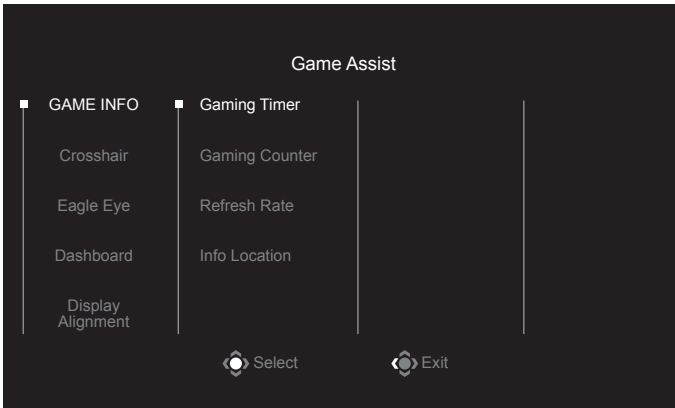 Game Assist
GAME INFO
Crosshair
Eagle Eye
Dashboard
Display
Alignment
Gaming Timer
Gaming Counter
Refresh Rate
Info Location
Select
Exit